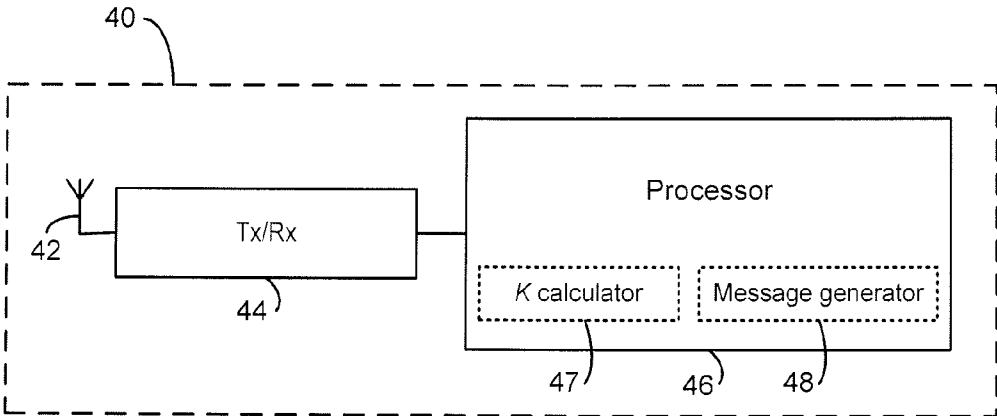 40
Processor
Tx/Rx
42
44
K calculator
Message generator
47
46
48